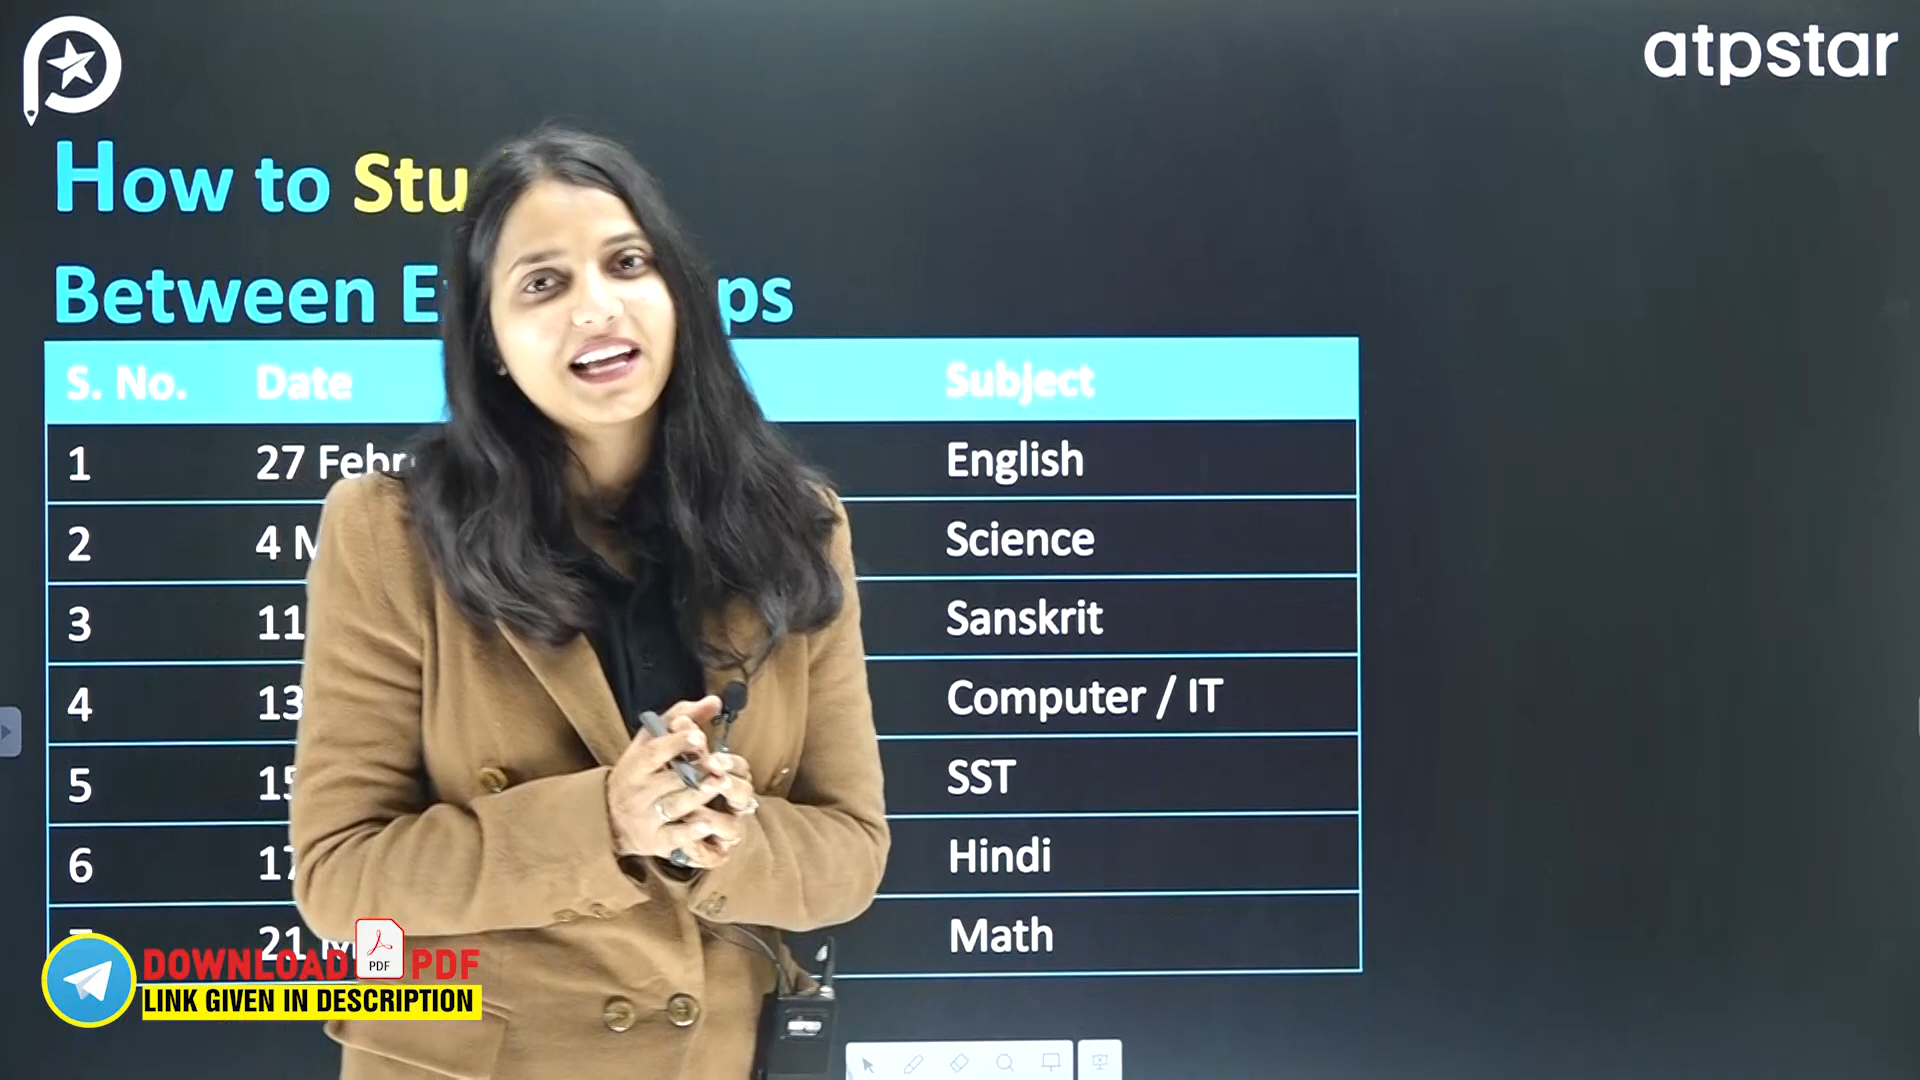 atpstar
How to Stu
Between E ps
S. No. Date Subject
1 27 Febr English
2 4 M Science
3 11 Sanskrit
4 13 Computer / IT
5 15 SST
6 17 Hindi
21 M Math
DOWNLOAD PDF PDF
LINK GIVEN IN DESCRIPTION